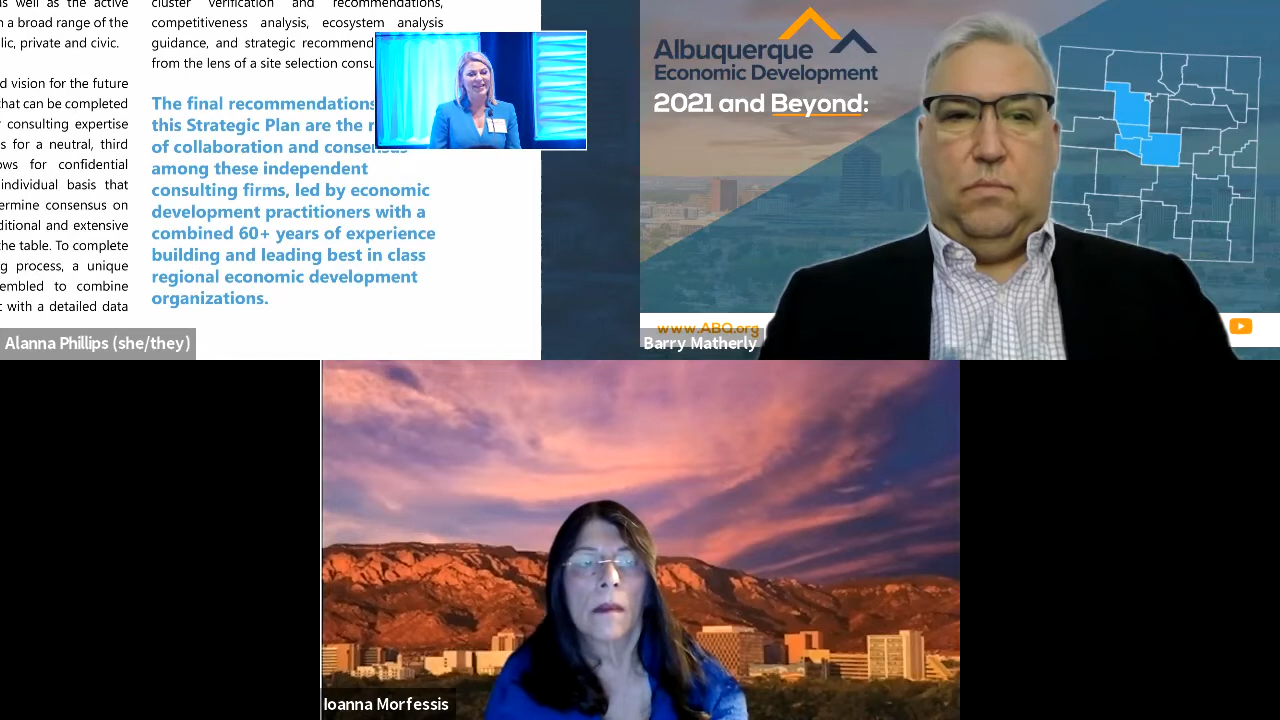 s well as the active
n a broad range of the
lic, private and civic.
d vision for the future
that can be completed
r consulting expertise
s for a neutral, third
ows for confidential
individual basis that
ermine consensus on
ditional and extensive
the table. To complete
g process, a unique
embled to combine
t with a detailed data
cluster verification and recommendations,
competitiveness analysis, ecosystem analysis
guidance, and strategic recommend
from the lens of a site selection consu
The final recommendations
this Strategic Plan are the r
of collaboration and consensus
among these independent
consulting firms, led by economic
development practitioners with a
combined 60+ years of experience
building and leading best in class
regional economic development
organizations.
Alanna Phillips (she/they)
Albuquerque
Economic Development
2021 and Beyond:
www.ABQ.org
Barry Matherly
Ioanna Morfessis